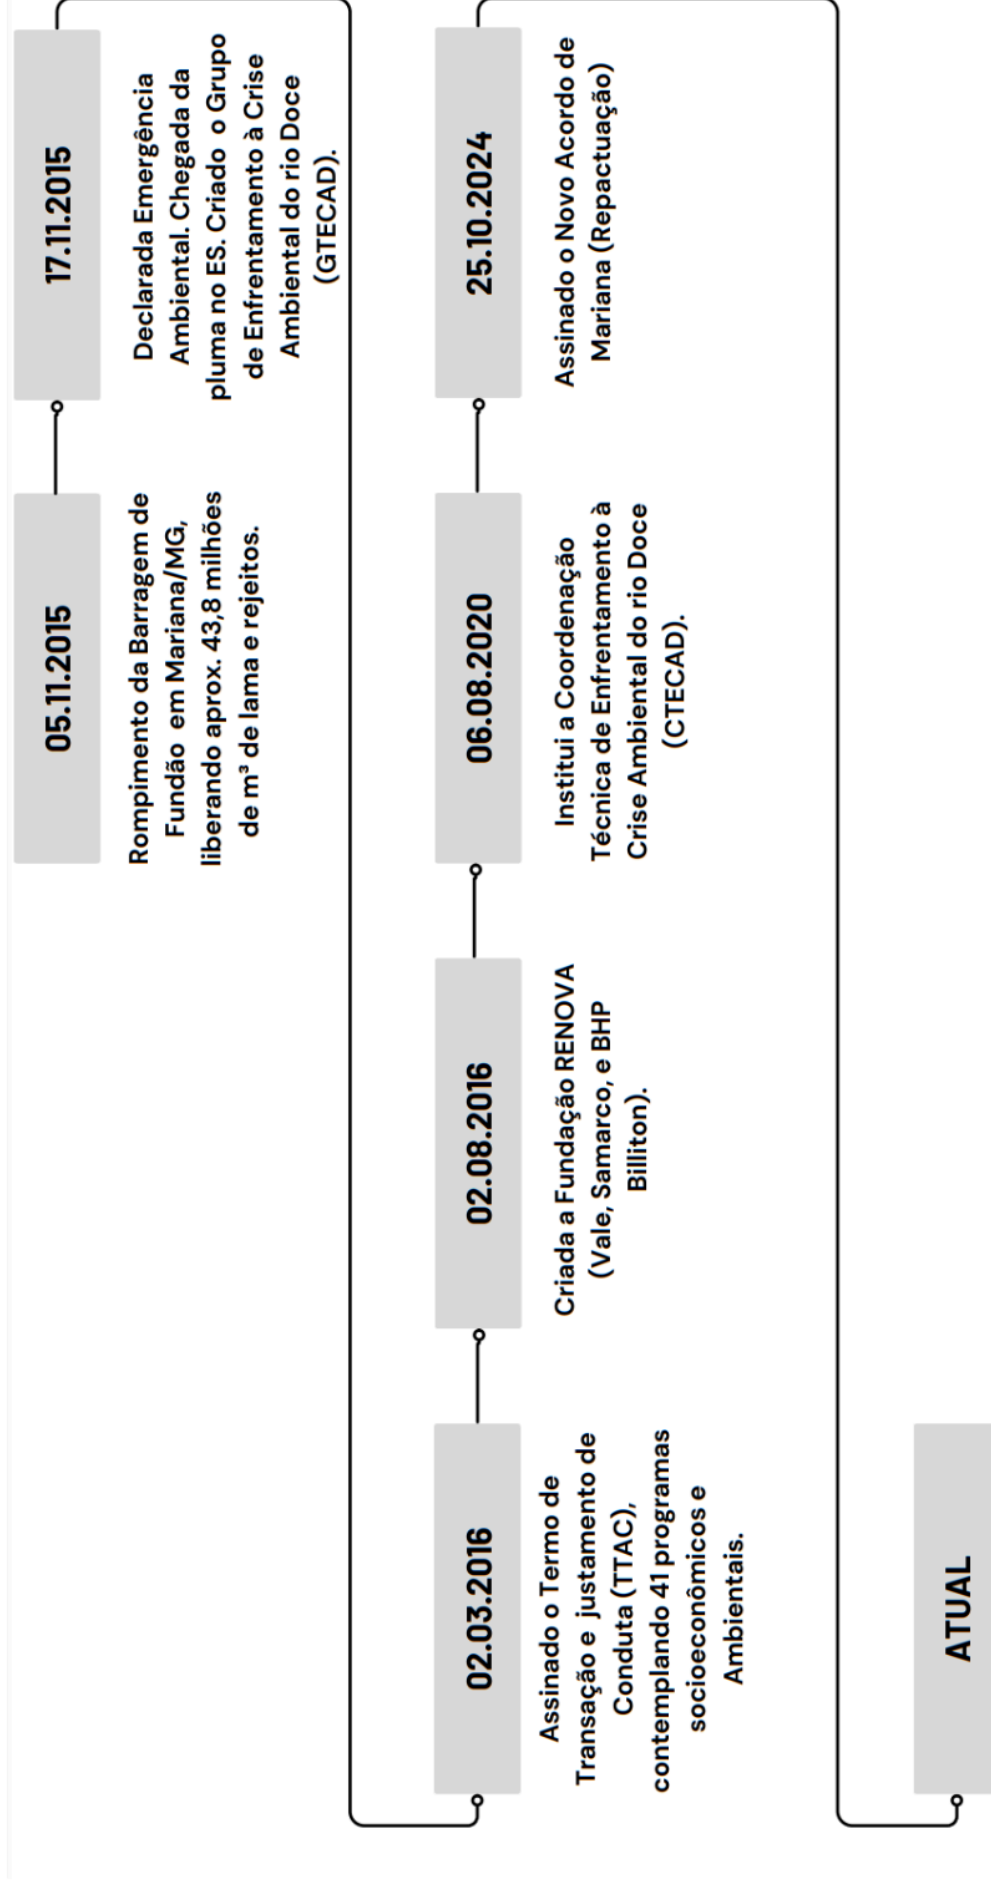 05.11.2015
Rompimento da Barragem de
Fundão em Mariana/MG,
liberando aprox. 43,8 milhões
de m³ de lama e rejeitos.
17.11.2015
Declarada Emergência
Ambiental. Chegada da
pluma no ES. Criado o Grupo
de Enfrentamento à Crise
Ambiental do rio Doce
(GTECAD).
02.03.2016
Assinado o Termo de
Transação e justamento de
Conduta (TTAC),
contemplando 41 programas
socioeconômicos e
Ambientais.
02.08.2016
Criada a Fundação RENOVA
(Vale, Samarco, e BHP
Billiton).
06.08.2020
Institui a Coordenação
Técnica de Enfrentamento à
Crise Ambiental do rio Doce
(CTECAD).
25.10.2024
Assinado o Novo Acordo de
Mariana (Repactuação)
ATUAL